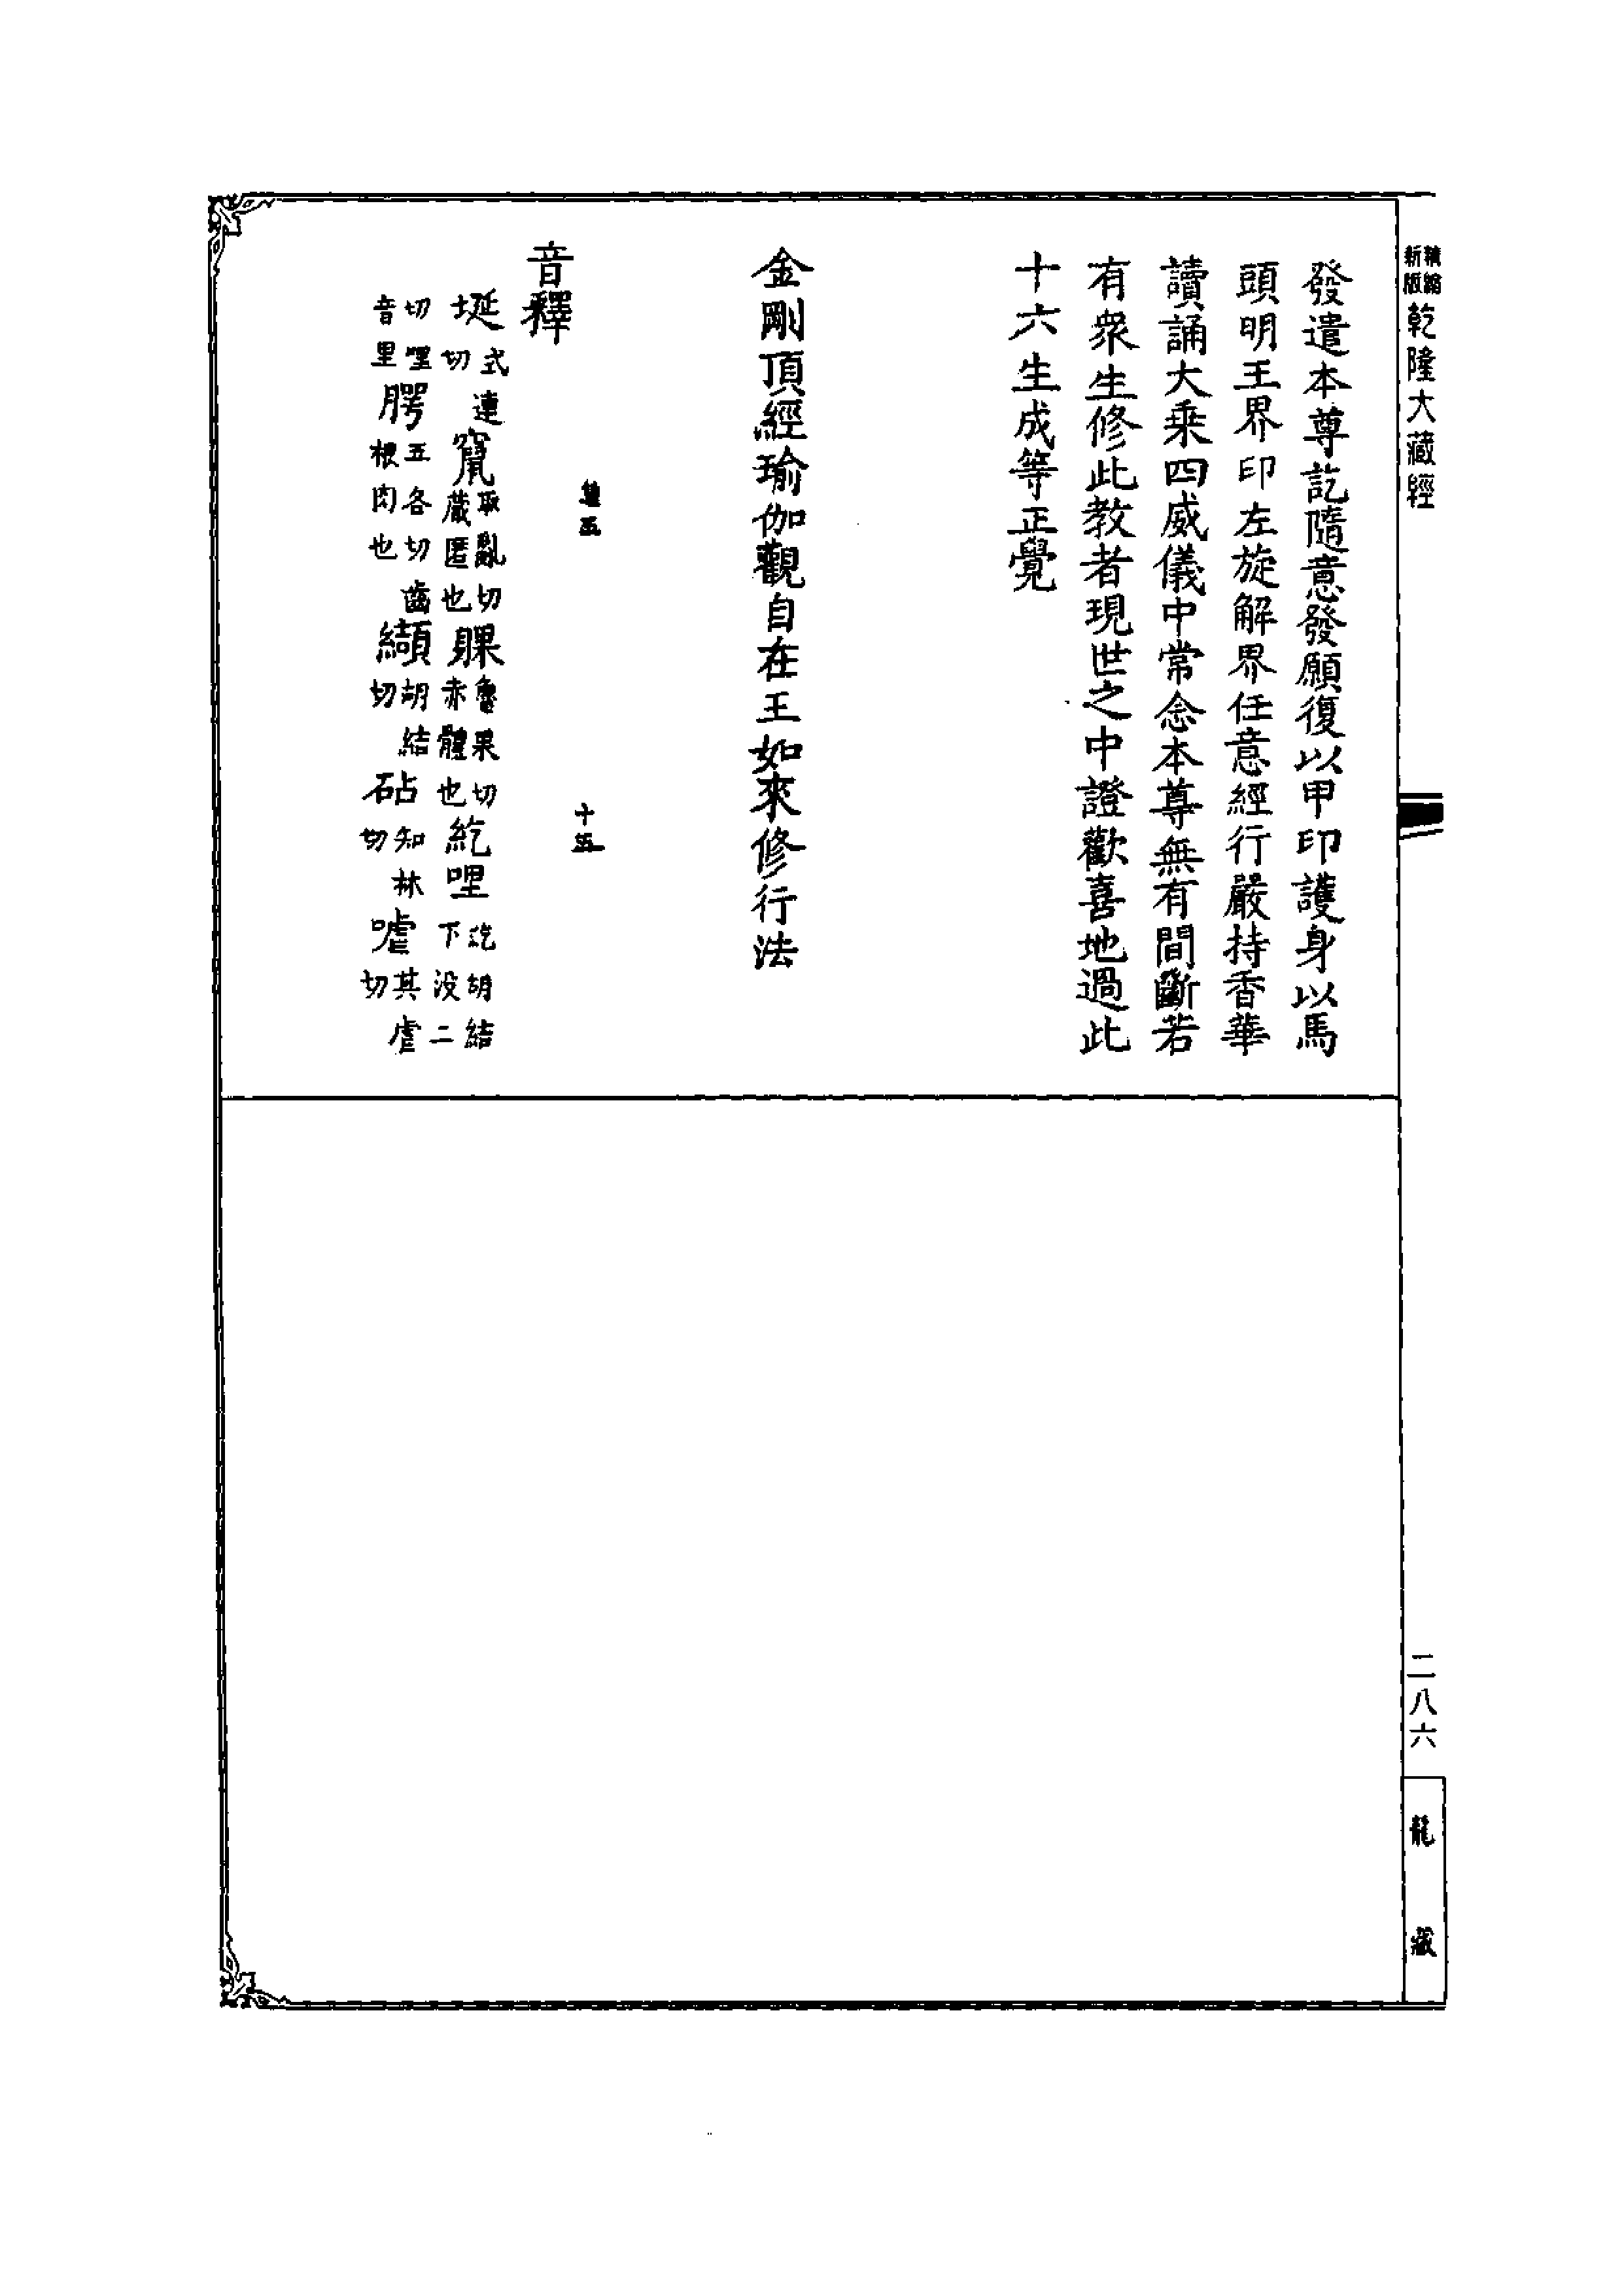 精縮新版乾隆大藏經
二八六
龍藏
發遣本尊訖隨意發願復以甲印護身以馬
頭明王界印左旋解界任意經行嚴持香華
讀誦大乘四威儀中常念本尊無有間斷若
有衆生修此教者現世之中證歡喜地過此
十六生成等正覺
金剛頂經瑜伽觀自在王如來修行法
十五
音釋
埏式連切竄取亂切藏匿也躶魯果切赤體也紇哩紇胡結下没二
切哩音里腭五各切齒根肉也纈胡結切砧知林切㖸其虐切